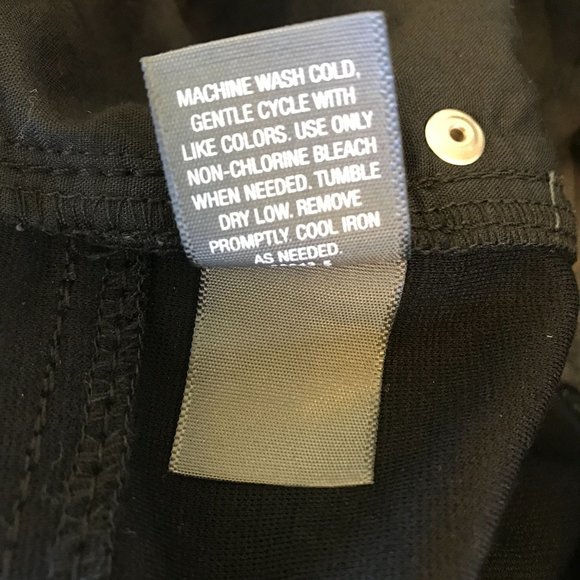 MACHINE WASH COLD,
GENTLE CYCLE WITH
LIKE COLORS. USE ONLY
NON-CHLORINE BLEACH
WHEN NEEDED. TUMBLE
DRY LOW. REMOVE
PROMPTLY. COOL IRON
AS NEEDED.